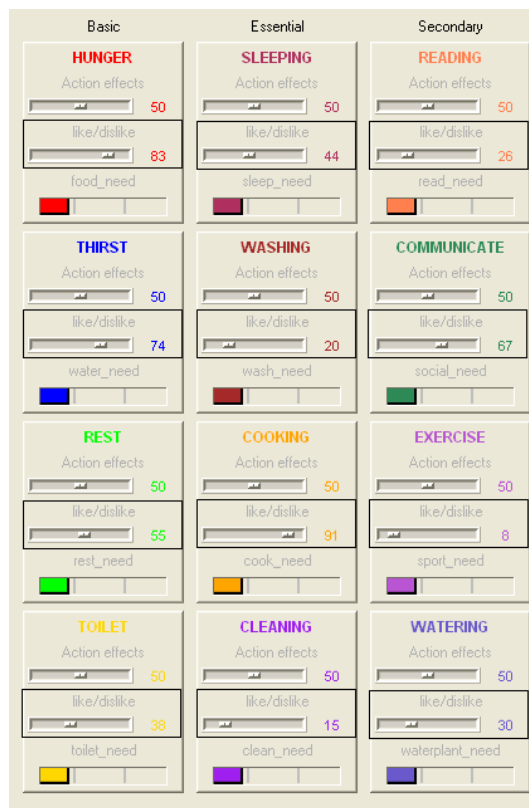 Basic Essential Secondary
HUNGER SLEEPING READING
Action effects Action effects Action effects
50 50 50
like/dislike like/dislike like/dislike
83 44 26
food_need sleep_need read_need
THIRST WASHING COMMUNICATE
Action effects Action effects Action effects
50 50 50
like/dislike like/dislike like/dislike
74 20 67
water_need wash_need social_need
REST COOKING EXERCISE
Action effects Action effects Action effects
50 50 50
like/dislike like/dislike like/dislike
55 91 8
rest_need cook_need sport_need
TOILET CLEANING WATERING
Action effects Action effects Action effects
50 50 50
like/dislike like/dislike like/dislike
38 15 30
toilet_need clean_need waterplant_need